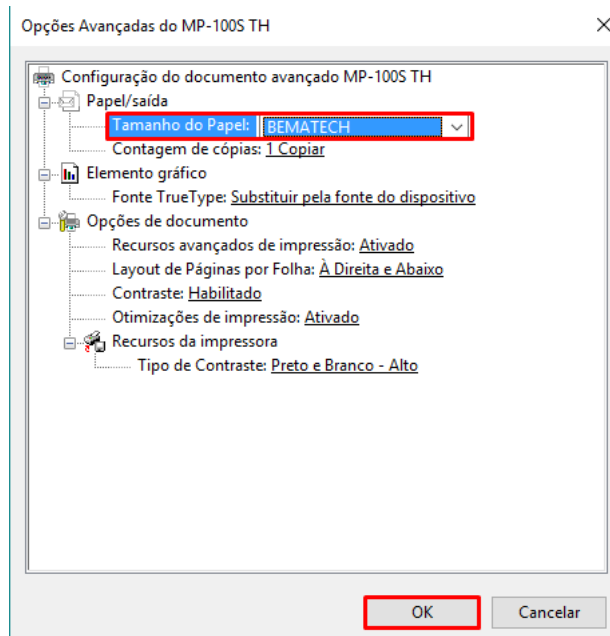 Opções Avançadas do MP-100S TH
Configuração do documento avançado MP-100S TH
Papel/saída
Tamanho do Papel: BEMATECH
Contagem de cópias: 1 Copiar
Elemento gráfico
Fonte TrueType: Substituir pela fonte do dispositivo
Opções de documento
Recursos avançados de impressão: Ativado
Layout de Páginas por Folha: À Direita e Abaixo
Contraste: Habilitado
Otimizações de impressão: Ativado
Recursos da impressora
Tipo de Contraste: Preto e Branco - Alto
OK
Cancelar